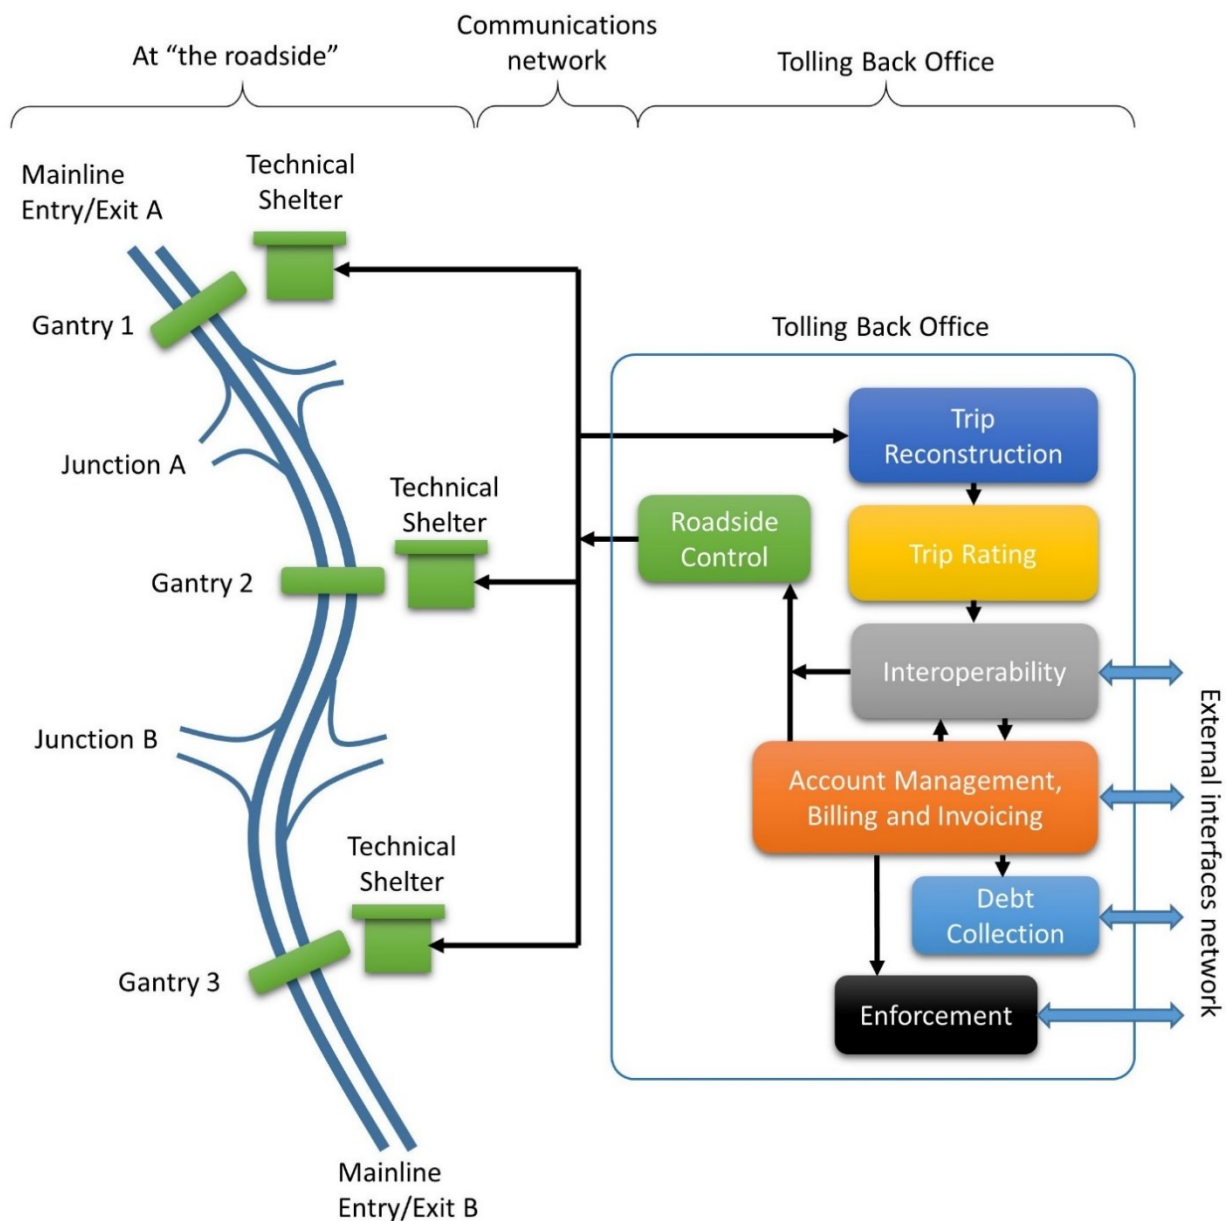 At “the roadside”
Communications
network
Tolling Back Office
Mainline
Entry/Exit A
Technical
Shelter
Gantry 1
Junction A
Technical
Shelter
Gantry 2
Junction B
Technical
Shelter
Gantry 3
Mainline
Entry/Exit B
Tolling Back Office
Trip
Reconstruction
Roadside
Control
Trip Rating
Interoperability
Account Management,
Billing and Invoicing
Debt
Collection
Enforcement
External interfaces network